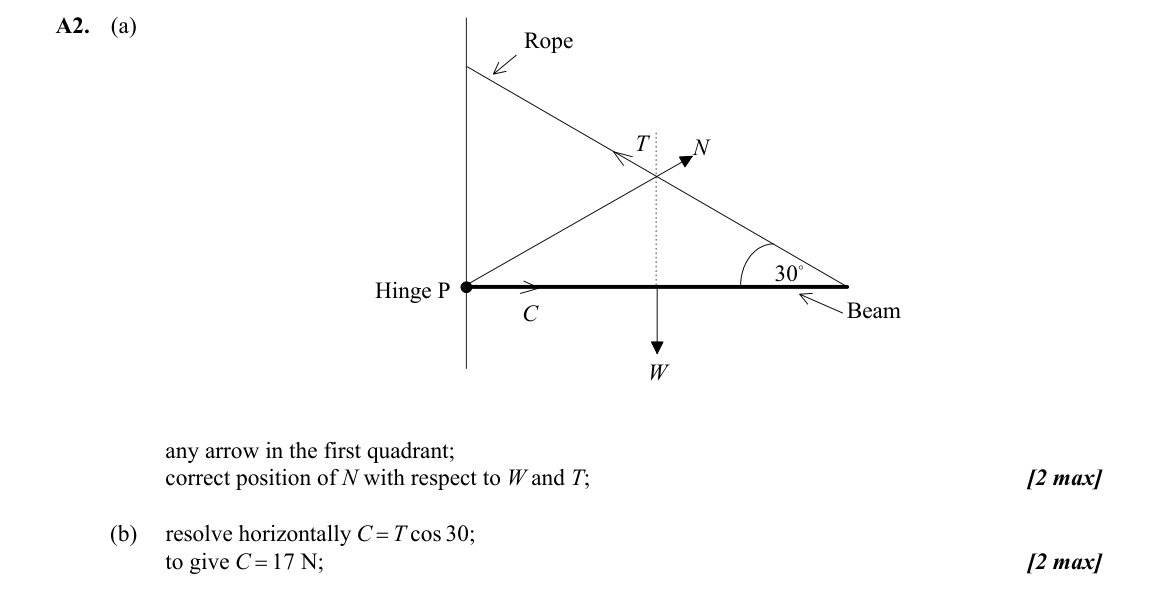 A2. (a)
Rope
T
N
30°
Hinge P
C
Beam
W
any arrow in the first quadrant;
correct position of N with respect to W and T; [2 max]
(b) resolve horizontally C = T cos 30;
to give C = 17 N; [2 max]